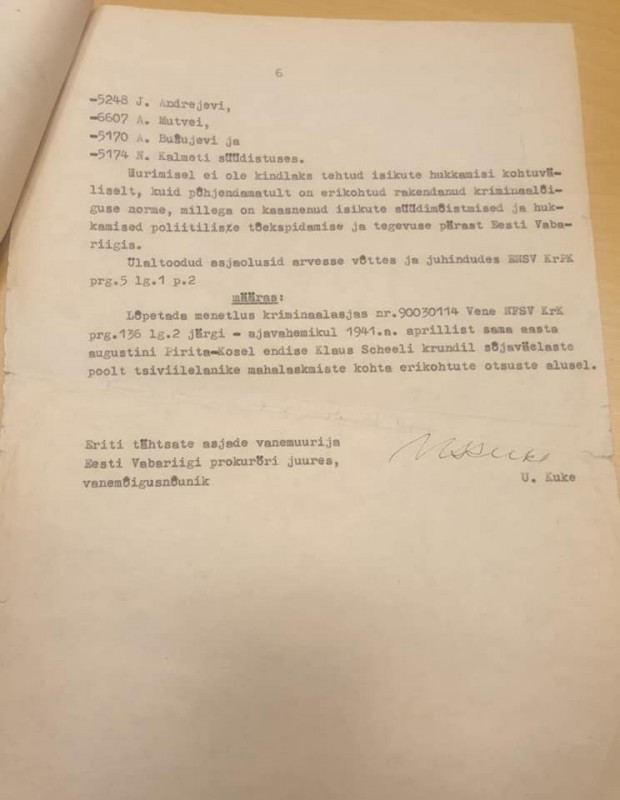 6
-5248 J. Andrejevi,
-6607 A. Mutvei,
-5170 A. Bušujevi ja
-5174 N. Kalmeti süüdistuses.
Uurimisel ei ole kindlaks tehtud isikute hukkamisi kohtuvä-
liselt, kuid põhjendamatult on erikohtud rakendanud kriminaalõi-
guse norme, millega on kaasnenud isikute süüdimõistmised ja huk-
kamised poliitiliste tõekspidamise ja tegevuse pärast Eesti Vaba-
riigis.
Ülaltoodud asjaolusid arvesse võttes ja juhindudes ENSV KrPK
prg.5 lg.1 p.2
määras:
Lõpetada menetlus kriminaalasjas nr.90030114 Vene NFSV KrK
prg.136 lg.2 järgi - ajavahemikul 1941.a. aprillist sama aasta
augustini Pirita-Kosel endise Klaus Scheeli krundil sõjaväelaste
poolt tsiviilelanike mahalaskmiste kohta erikohtute otsuste alusel.
Eriti tähtsate asjade vanemuurija
Eesti Vabariigi prokuröri juures,
vanemõigusnõunik
U. Kuke